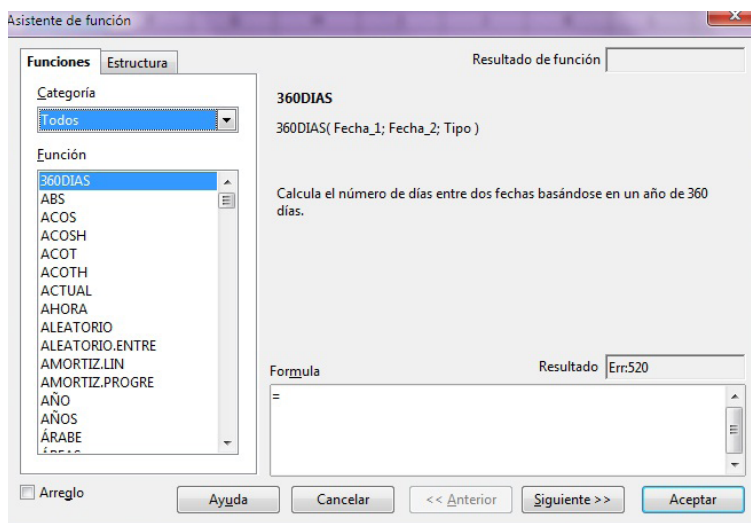 Asistente de función
Funciones
Estructura
Resultado de función
Categoría
Todos
Función
360DIAS
ABS
ACOS
ACOSH
ACOT
ACOTH
ACTUAL
AHORA
ALEATORIO
ALEATORIO.ENTRE
AMORTIZ.LIN
AMORTIZ.PROGRE
AÑO
AÑOS
ÁRABE
360DIAS
360DIAS( Fecha_1; Fecha_2; Tipo )
Calcula el número de días entre dos fechas basándose en un año de 360
días.
Formula
Resultado
Err:520
=
Arreglo
Ayuda
Cancelar
<< Anterior
Siguiente >>
Aceptar